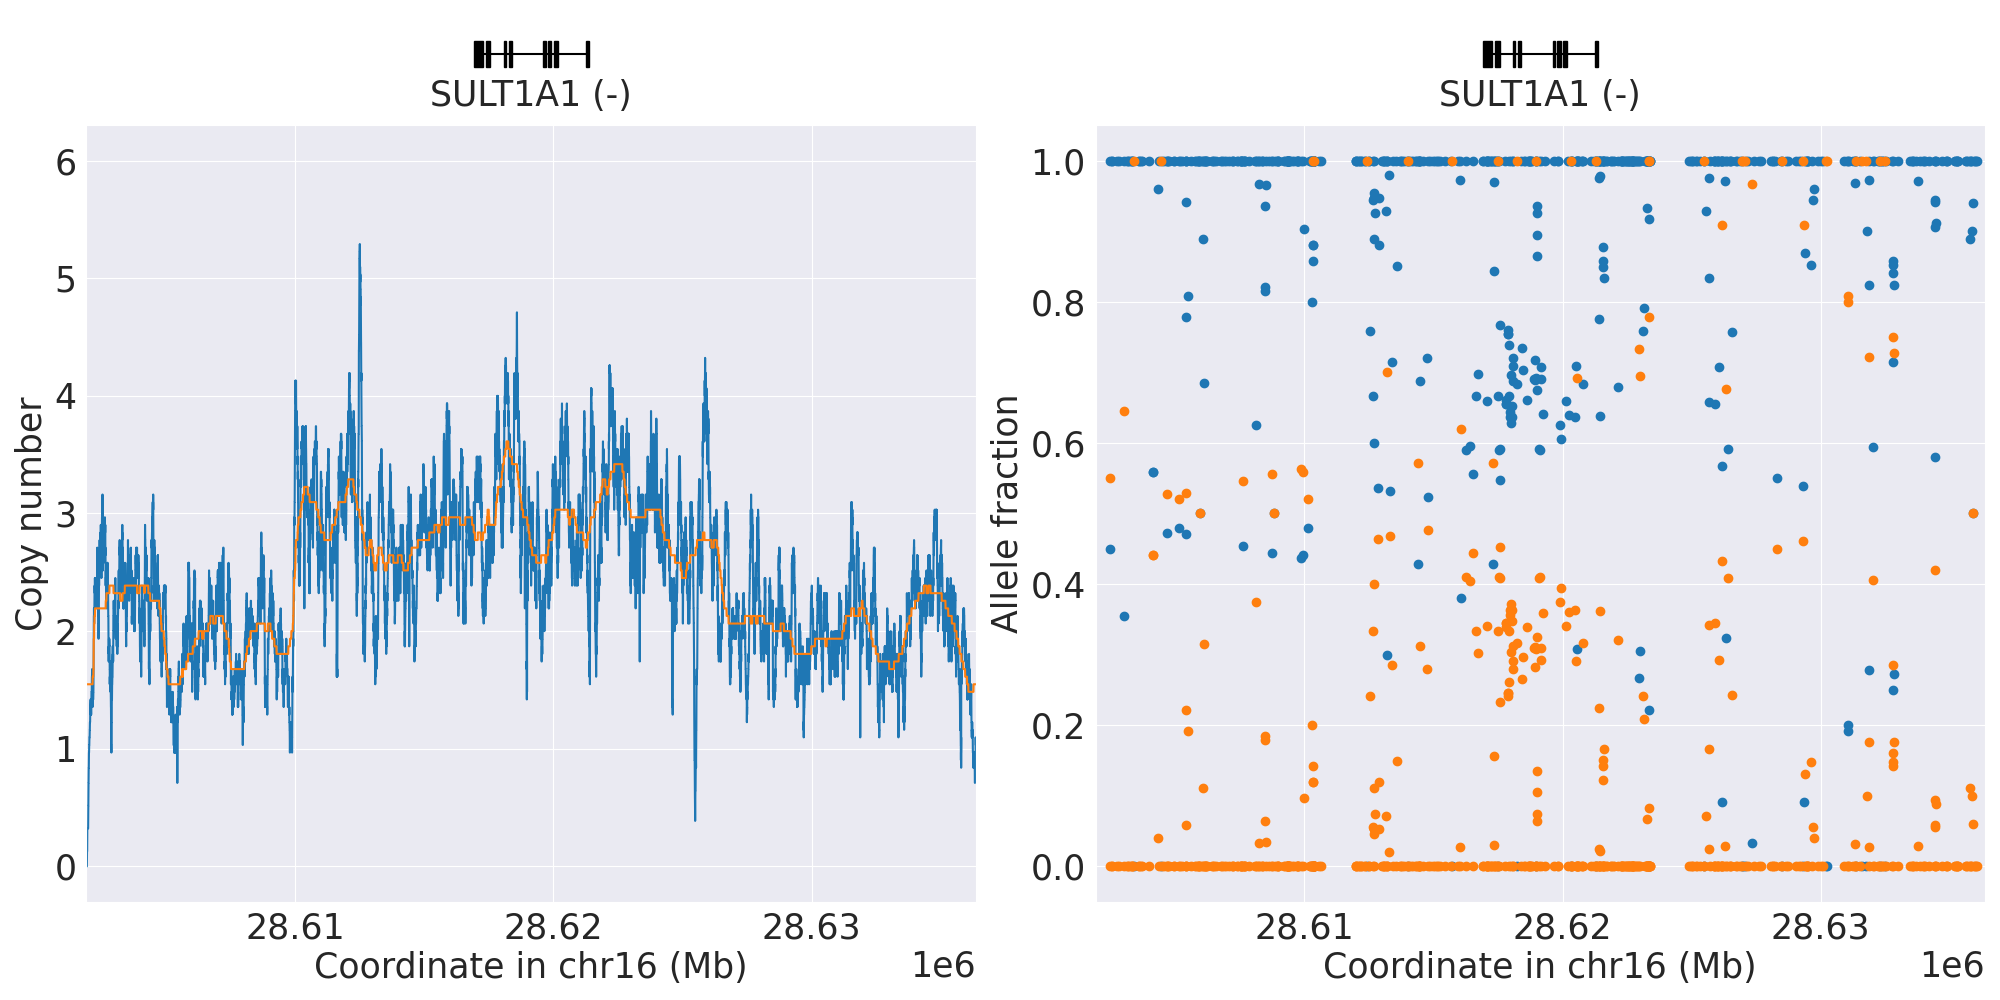 SULT1A1 (-)
SULT1A1 (-)
Copy number
6
5
4
3
2
1
0
28.61
28.62
28.63
Coordinate in chr16 (Mb)
1e6
Allele fraction
1.0
0.8
0.6
0.4
0.2
0.0
28.61
28.62
28.63
Coordinate in chr16 (Mb)
1e6